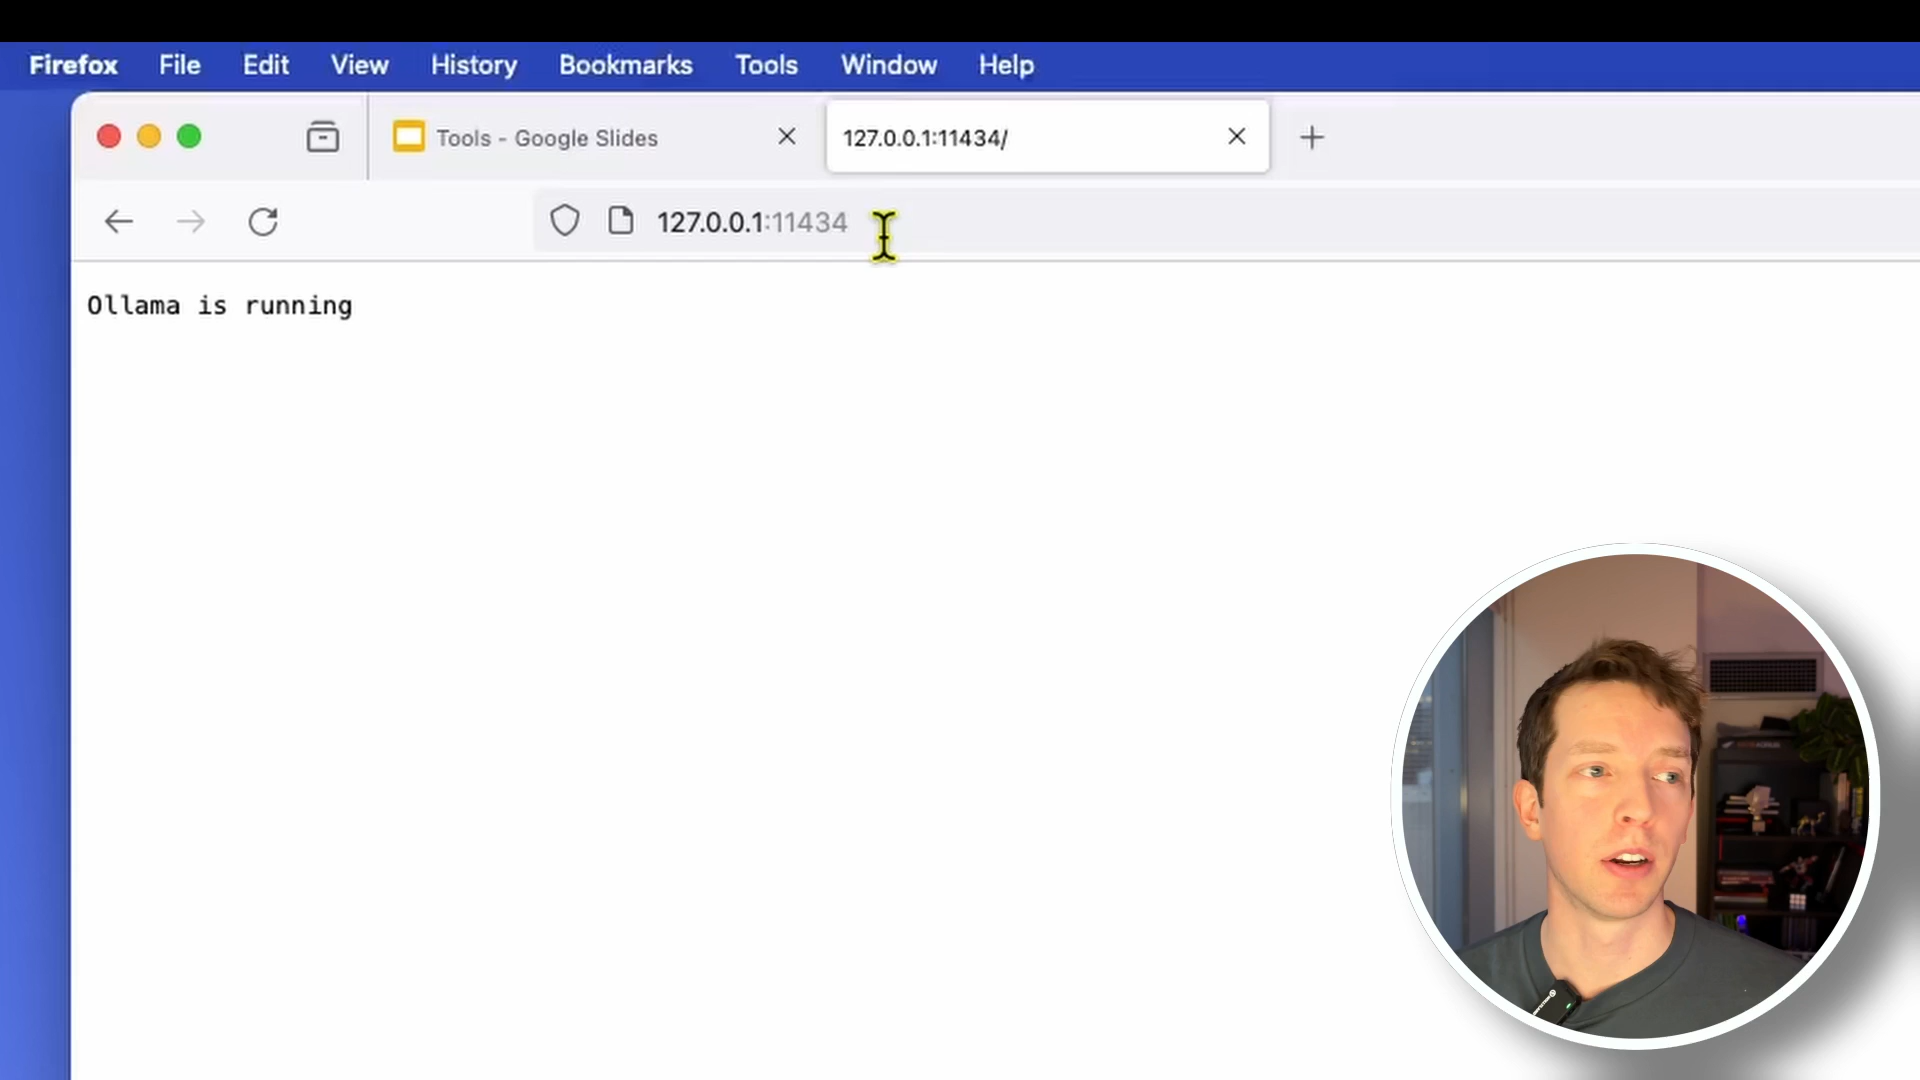 Firefox File Edit View History Bookmarks Tools Window Help
Tools - Google Slides
127.0.0.1:11434/
127.0.0.1:11434
Ollama is running